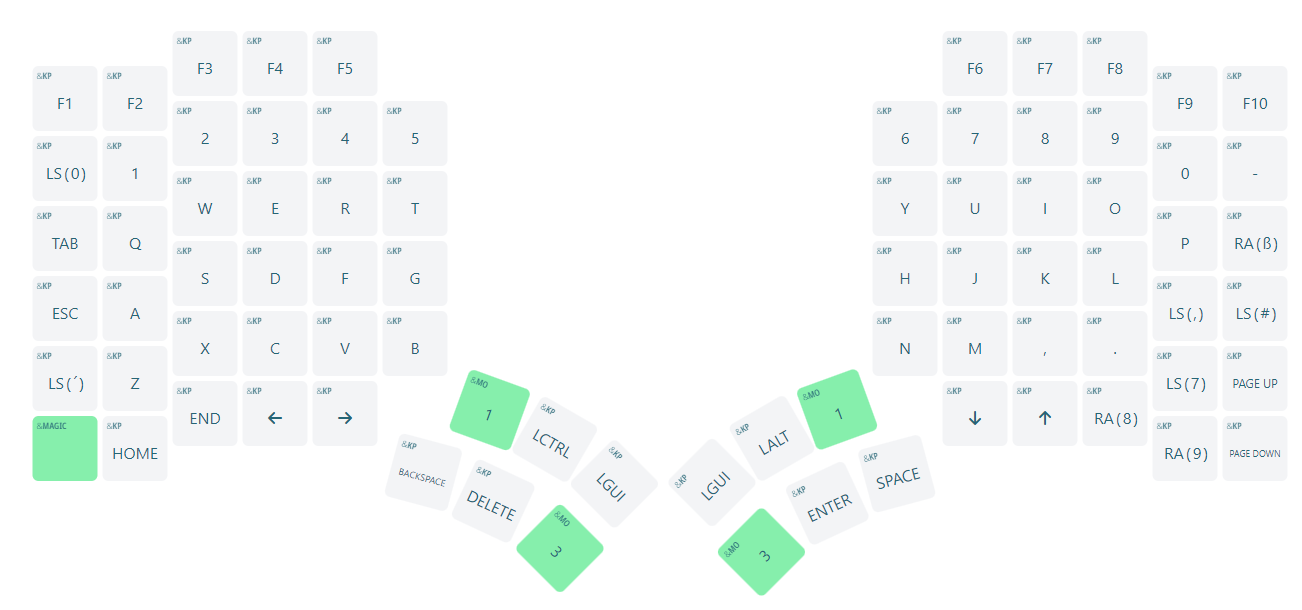 &KP &KP &KP &KP &KP &KP
F3 F4 F5 F6 F7 F8
&KP &KP &KP &KP
F1 F2 F9 F10
&KP &KP &KP &KP &KP &KP &KP &KP
2 3 4 5 6 7 8 9
&KP &KP &KP &KP
LS(0) 1 0 -
&KP &KP &KP &KP &KP &KP &KP &KP
W E R T Y U I O
&KP &KP &KP &KP
TAB Q P RA(ß)
&KP &KP &KP &KP &KP &KP &KP &KP
S D F G H J K L
&KP &KP &KP &KP
ESC A LS(,) LS(#)
&KP &KP &KP &KP &KP &KP &KP &KP
X C V B N M , .
&KP &KP &KP &KP
LS(´) Z LS(7) PAGE UP
&KP &KP &KP &KP &KP &KP
END ← → ↓ ↑ RA(8)
&MAGIC &KP &KP &KP
HOME RA(9) PAGE DOWN
&MO
1
&KP
LCTRL
&KP
LGUI
&KP
LGUI
&KP
LALT
&MO
1
&KP
BACKSPACE
&KP
DELETE
&MO
3
&MO
3
&KP
ENTER
&KP
SPACE